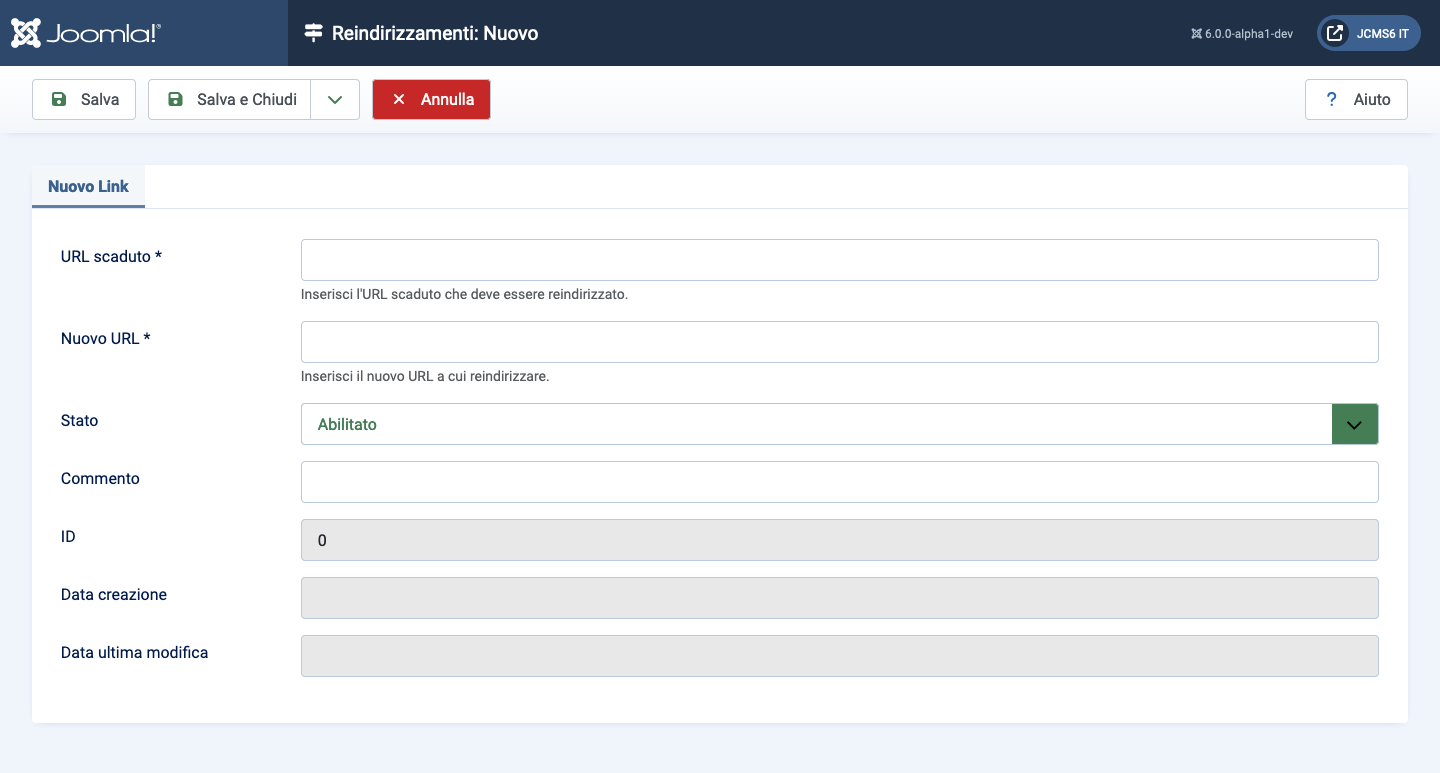 Joomla!®
Reindirizzamenti: Nuovo
6.0.0-alpha1-dev
JCMS6 IT
Salva
Salva e Chiudi
Annulla
? Aiuto
Nuovo Link
URL scaduto *
Inserisci l'URL scaduto che deve essere reindirizzato.
Nuovo URL *
Inserisci il nuovo URL a cui reindirizzare.
Stato
Abilitato
Commento
ID
0
Data creazione
Data ultima modifica